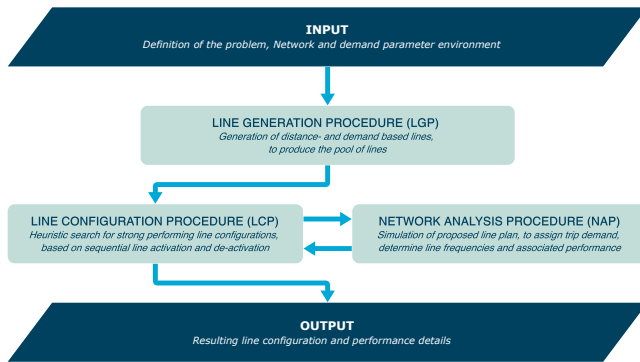 INPUT
Definition of the problem, Network and demand parameter environment
LINE GENERATION PROCEDURE (LGP)
Generation of distance- and demand based lines,
to produce the pool of lines
LINE CONFIGURATION PROCEDURE (LCP)
Heuristic search for strong performing line configurations,
based on sequential line activation and de-activation
NETWORK ANALYSIS PROCEDURE (NAP)
Simulation of proposed line plan, to assign trip demand,
determine line frequencies and associated performance
OUTPUT
Resulting line configuration and performance details